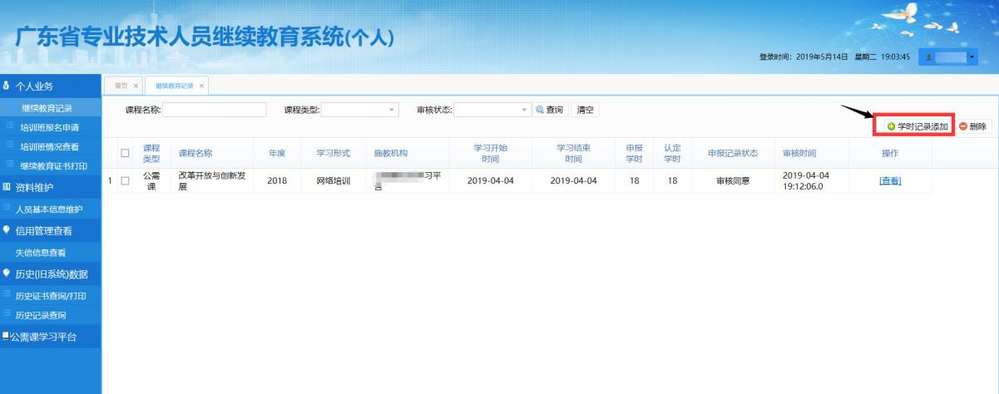 广东省专业技术人员继续教育系统(个人)
登录时间：2019年5月14日 星期二 19:03:45
个人业务
继续教育记录
培训班报名申请
培训班情况查看
继续教育证书打印
资料维护
人员基本信息维护
信用管理查看
失信信息查看
历史(旧系统)数据
历史证书查询/打印
历史记录查询
公需课学习平台
首页 × 继续教育记录 ×
课程名称: 课程类型: 审核状态: 查询 清空
学时记录添加 删除
课程类型 课程名称 年度 学习形式 施教机构 学习开始时间 学习结束时间 申报学时 认定学时 申报记录状态 审核时间 操作
1 公需课 改革开放与创新发展 2018 网络培训 习平 2019-04-04 2019-04-04 18 18 审核同意 2019-04-04 19:12:06.0 [查看]